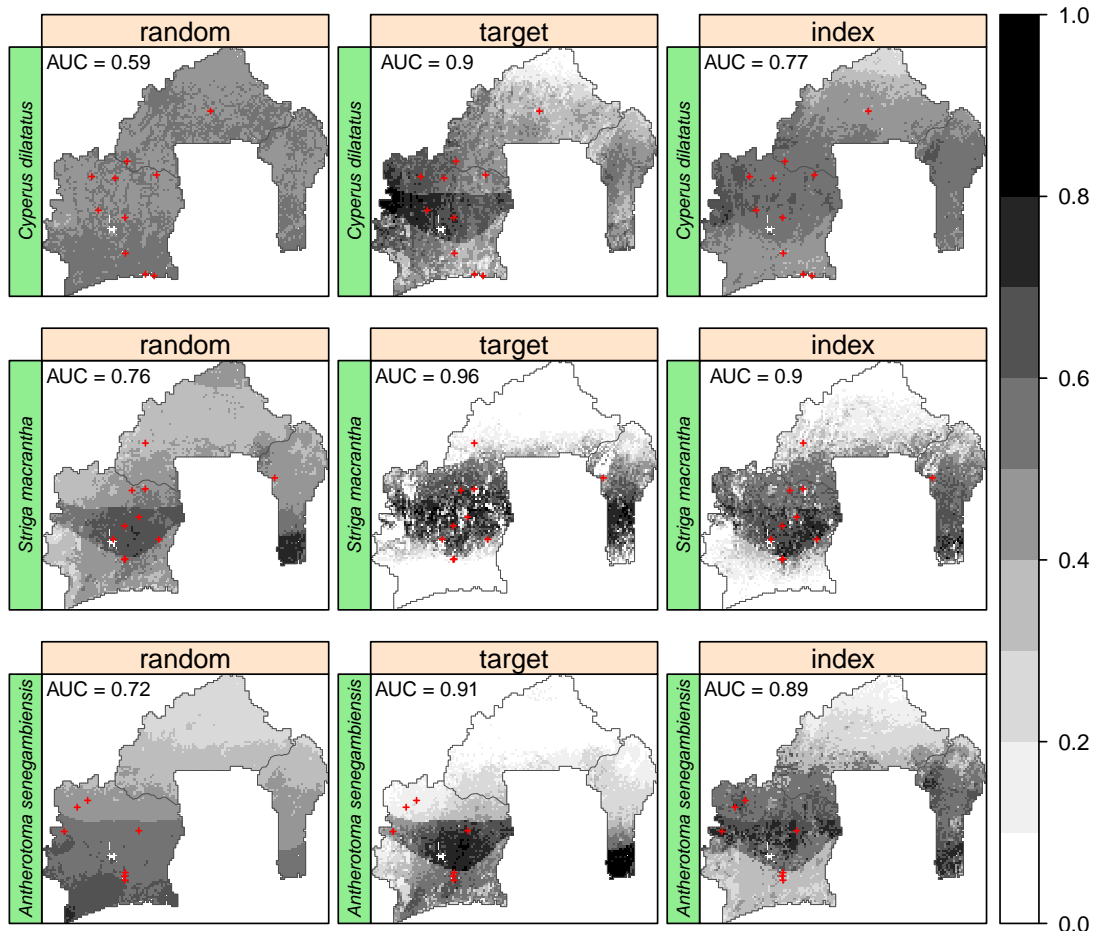 random
target
index
Cyperus dilatatus
AUC = 0.59
AUC = 0.9
AUC = 0.77
random
target
index
Striga macrantha
AUC = 0.76
AUC = 0.96
AUC = 0.9
random
target
index
Antherotoma senegambiensis
AUC = 0.72
AUC = 0.91
AUC = 0.89
Cyperus dilatatus
Cyperus dilatatus
Striga macrantha
Striga macrantha
Antherotoma senegambiensis
Antherotoma senegambiensis
1.0
0.8
0.6
0.4
0.2
0.0